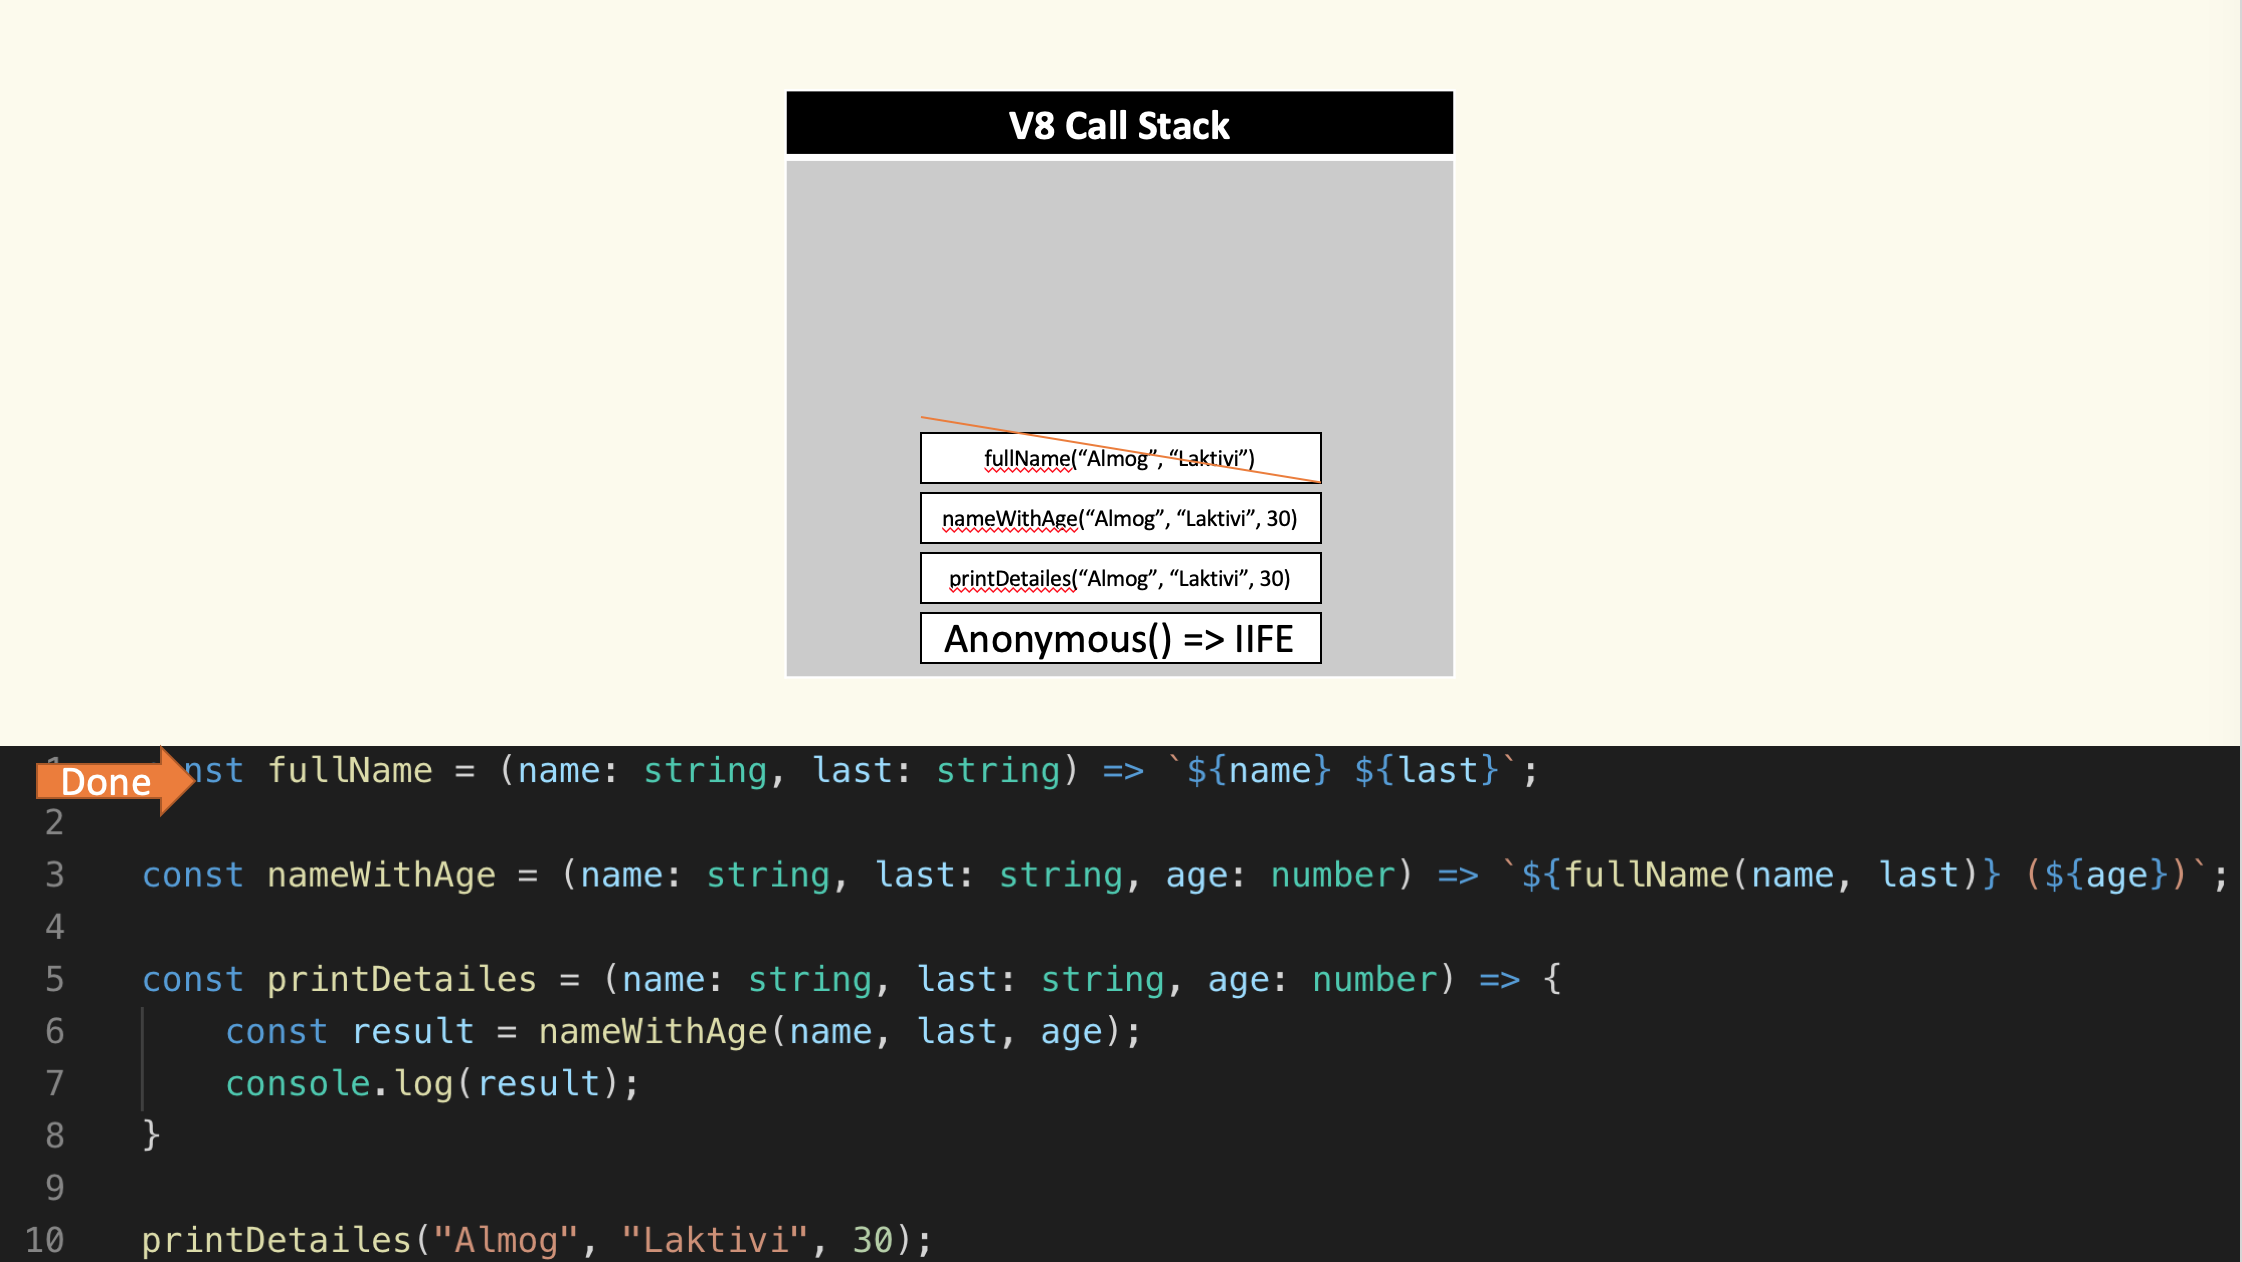 V8 Call Stack
fullName(“Almog”, “Laktivi”)
nameWithAge(“Almog”, “Laktivi”, 30)
printDetailes(“Almog”, “Laktivi”, 30)
Anonymous() => IIFE
Done
1 nst fullName = (name: string, last: string) => `${name} ${last}`;
2
3 const nameWithAge = (name: string, last: string, age: number) => `${fullName(name, last)} (${age})`;
4
5 const printDetailes = (name: string, last: string, age: number) => {
6 const result = nameWithAge(name, last, age);
7 console.log(result);
8 }
9
10 printDetailes("Almog", "Laktivi", 30);